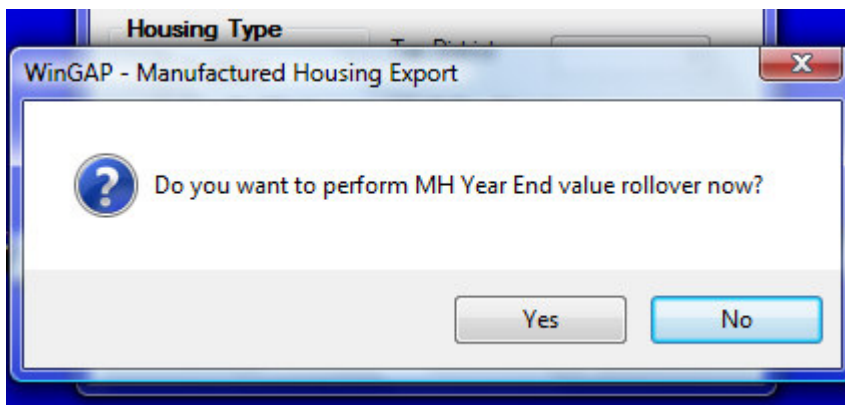 Housing Type
WinGAP - Manufactured Housing Export
Do you want to perform MH Year End value rollover now?
Yes
No